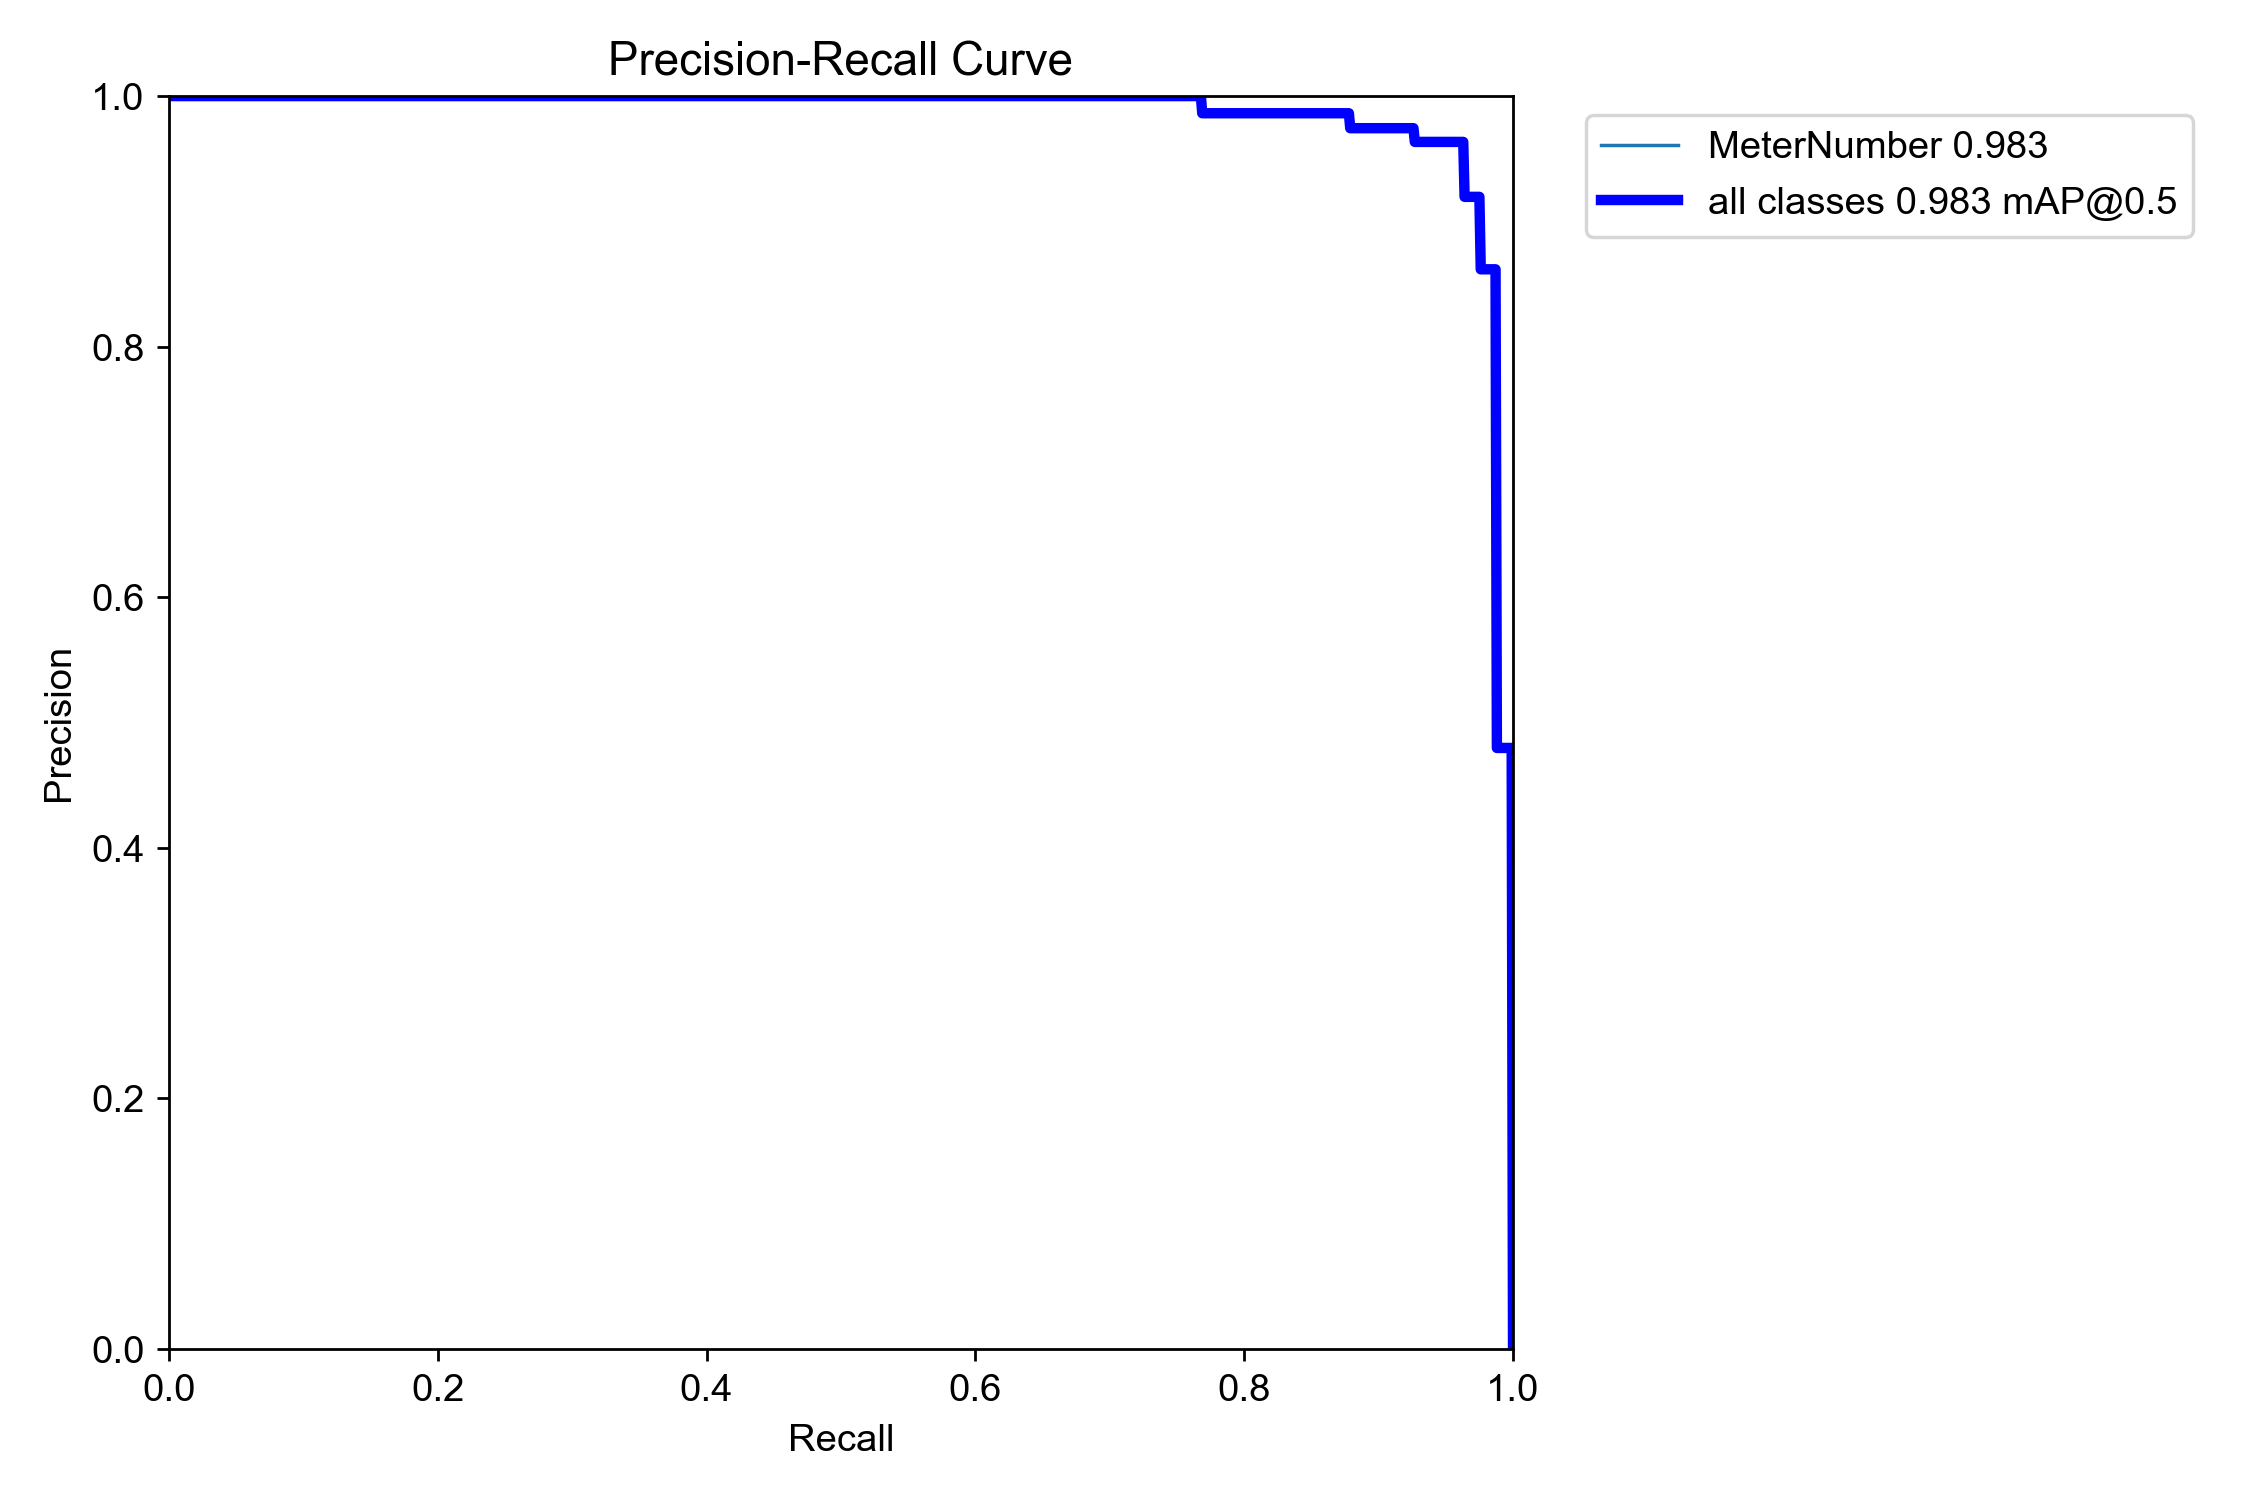 Precision-Recall Curve
MeterNumber 0.983
all classes 0.983 mAP@0.5
1.0
0.8
0.6
0.4
0.2
0.0
Precision
0.0 0.2 0.4 0.6 0.8 1.0
Recall